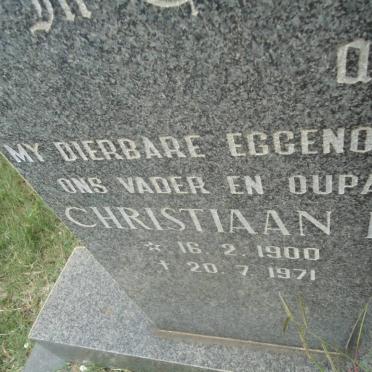 MY DIERBARE EGGENO
ONS VADER EN OUPA
CHRISTIAAN
* 16.2.1900
† 20.7.1971